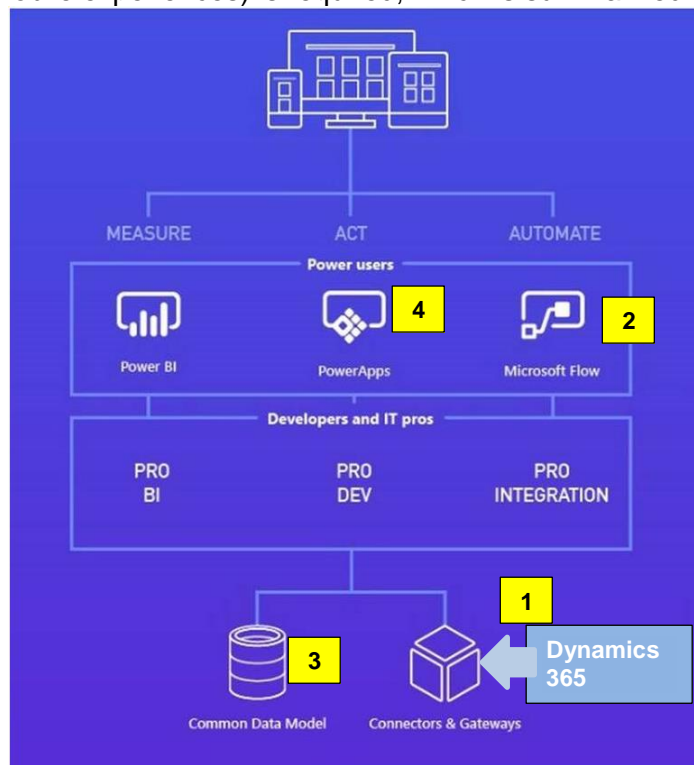 MEASURE ACT AUTOMATE
Power users
4
2
Power BI PowerApps Microsoft Flow
Developers and IT pros
PRO PRO PRO
BI DEV INTEGRATION
1
Dynamics
365
3
Common Data Model Connectors & Gateways